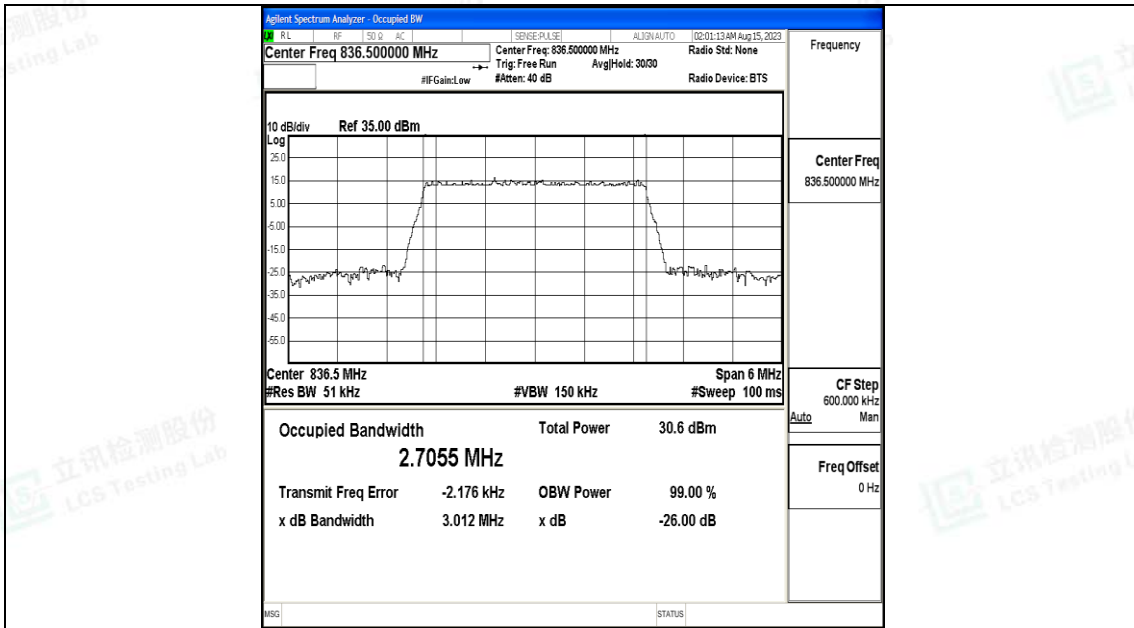 Agilent Spectrum Analyzer - Occupied BW
RL RF 50 Ω AC SENSE:PULSE ALIGN AUTO 02:01:13 AM Aug 15, 2023
Center Freq 836.500000 MHz
Center Freq: 836.500000 MHz
Radio Std: None
Trig: Free Run Avg|Hold: 30/30
#IFGain:Low
#Atten: 40 dB
Radio Device: BTS
10 dB/div Ref 35.00 dBm
Log
25.0
15.0
5.00
-5.00
-15.0
-25.0
-35.0
-45.0
-55.0
Center 836.5 MHz Span 6 MHz
#Res BW 51 kHz #VBW 150 kHz #Sweep 100 ms
Occupied Bandwidth Total Power 30.6 dBm
2.7055 MHz
Transmit Freq Error -2.176 kHz OBW Power 99.00 %
x dB Bandwidth 3.012 MHz x dB -26.00 dB
MSG STATUS
Frequency
Center Freq
836.500000 MHz
CF Step
600.000 kHz
Auto Man
Freq Offset
0 Hz
立讯检测股份
LCS Testing Lab
立讯检测股份
LCS Testing